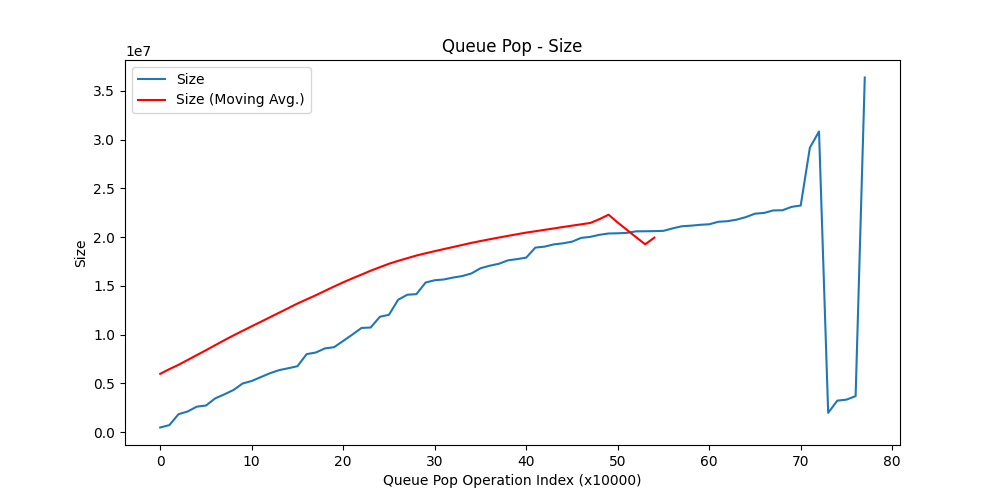 Queue Pop - Size
1e7
Size
Size (Moving Avg.)
3.5
3.0
2.5
2.0
1.5
1.0
0.5
0.0
Size
0 10 20 30 40 50 60 70 80
Queue Pop Operation Index (x10000)